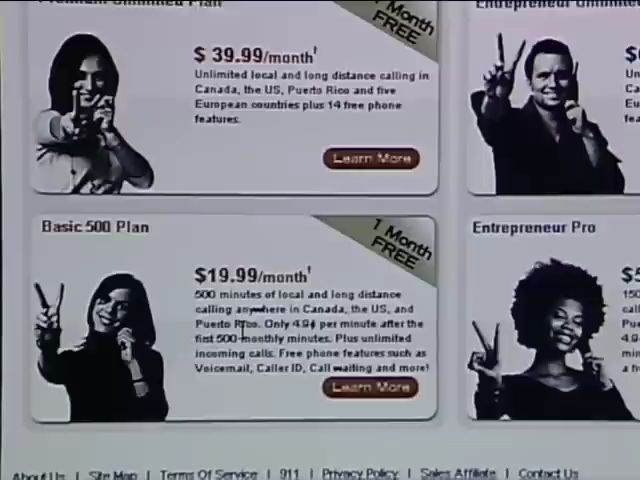 Premium Unlimited Plan
1 Month
FREE
$ 39.99/month†
Unlimited local and long distance calling in
Canada, the US, Puerto Rico and five
European countries plus 14 free phone
features.
Learn More
Entrepreneur Unlimited
Basic 500 Plan
1 Month
FREE
$19.99/month†
500 minutes of local and long distance
calling anywhere in Canada, the US, and
Puerto Rico. Only 4.9¢ per minute after the
first 500 monthly minutes. Plus unlimited
incoming calls. Free phone features such as
Voicemail, Caller ID, Call waiting and more!
Learn More
Entrepreneur Pro
About Us | Site Map | Terms Of Service | 911 | Privacy Policy | Sales Affiliate | Contact Us